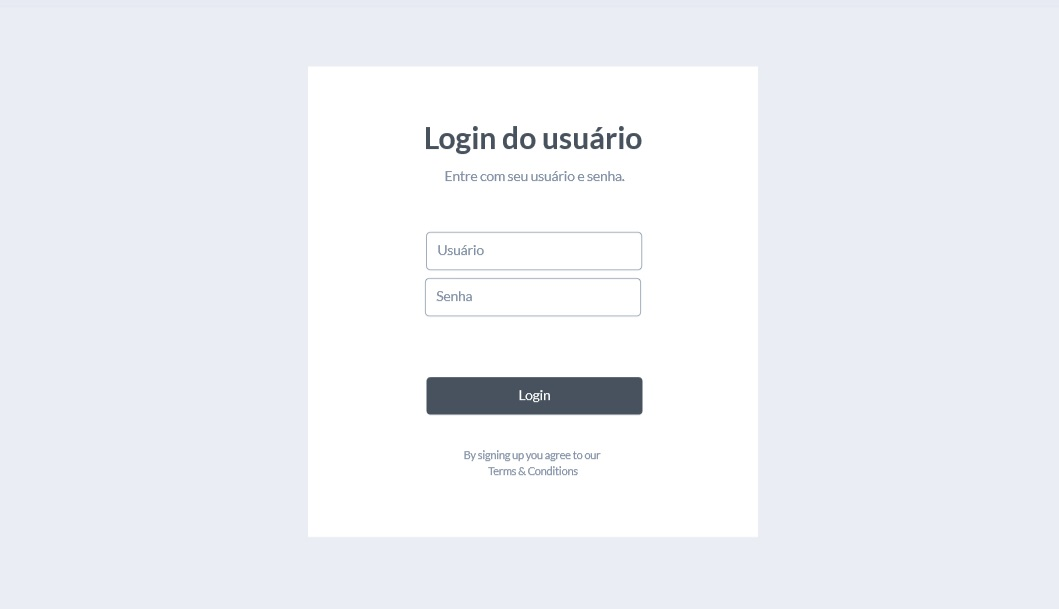 Login do usuário
Entre com seu usuário e senha.
Usuário
Senha
Login
By signing up you agree to our
Terms & Conditions